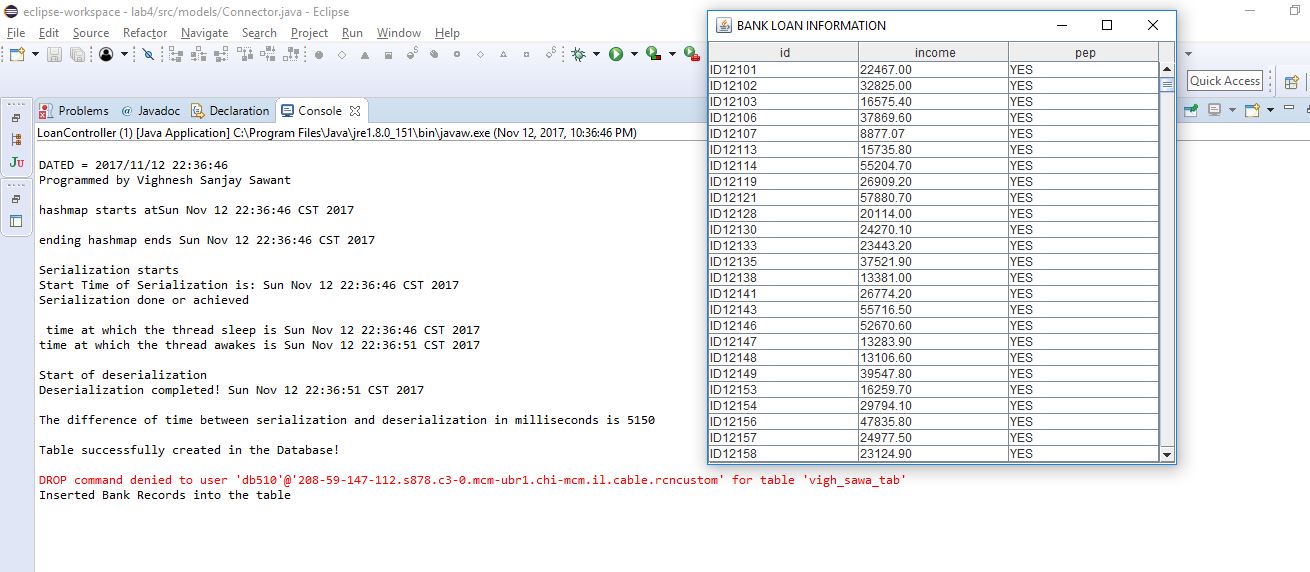 eclipse-workspace - lab4/src/models/Connector.java - Eclipse
File Edit Source Refactor Navigate Search Project Run Window Help
Quick Access
Problems @ Javadoc Declaration Console
LoanController (1) [Java Application] C:\Program Files\Java\jre1.8.0_151\bin\javaw.exe (Nov 12, 2017, 10:36:46 PM)
JU
DATED = 2017/11/12 22:36:46
Programmed by Vighnesh Sanjay Sawant
hashmap starts atSun Nov 12 22:36:46 CST 2017
ending hashmap ends Sun Nov 12 22:36:46 CST 2017
Serialization starts
Start Time of Serialization is: Sun Nov 12 22:36:46 CST 2017
Serialization done or achieved
time at which the thread sleep is Sun Nov 12 22:36:46 CST 2017
time at which the thread awakes is Sun Nov 12 22:36:51 CST 2017
Start of deserialization
Deserialization completed! Sun Nov 12 22:36:51 CST 2017
The difference of time between serialization and deserialization in milliseconds is 5150
Table successfully created in the Database!
DROP command denied to user 'db510'@'208-59-147-112.s878.c3-0.mcm-ubr1.chi-mcm.il.cable.rcncustom' for table 'vigh_sawa_tab'
Inserted Bank Records into the table
BANK LOAN INFORMATION
id income pep
ID12101 22467.00 YES
ID12102 32825.00 YES
ID12103 16575.40 YES
ID12106 37869.60 YES
ID12107 8877.07 YES
ID12113 15735.80 YES
ID12114 55204.70 YES
ID12119 26909.20 YES
ID12121 57880.70 YES
ID12128 20114.00 YES
ID12130 24270.10 YES
ID12133 23443.20 YES
ID12135 37521.90 YES
ID12138 13381.00 YES
ID12141 26774.20 YES
ID12143 55716.50 YES
ID12146 52670.60 YES
ID12147 13283.90 YES
ID12148 13106.60 YES
ID12149 39547.80 YES
ID12153 16259.70 YES
ID12154 29794.10 YES
ID12156 47835.80 YES
ID12157 24977.50 YES
ID12158 23124.90 YES